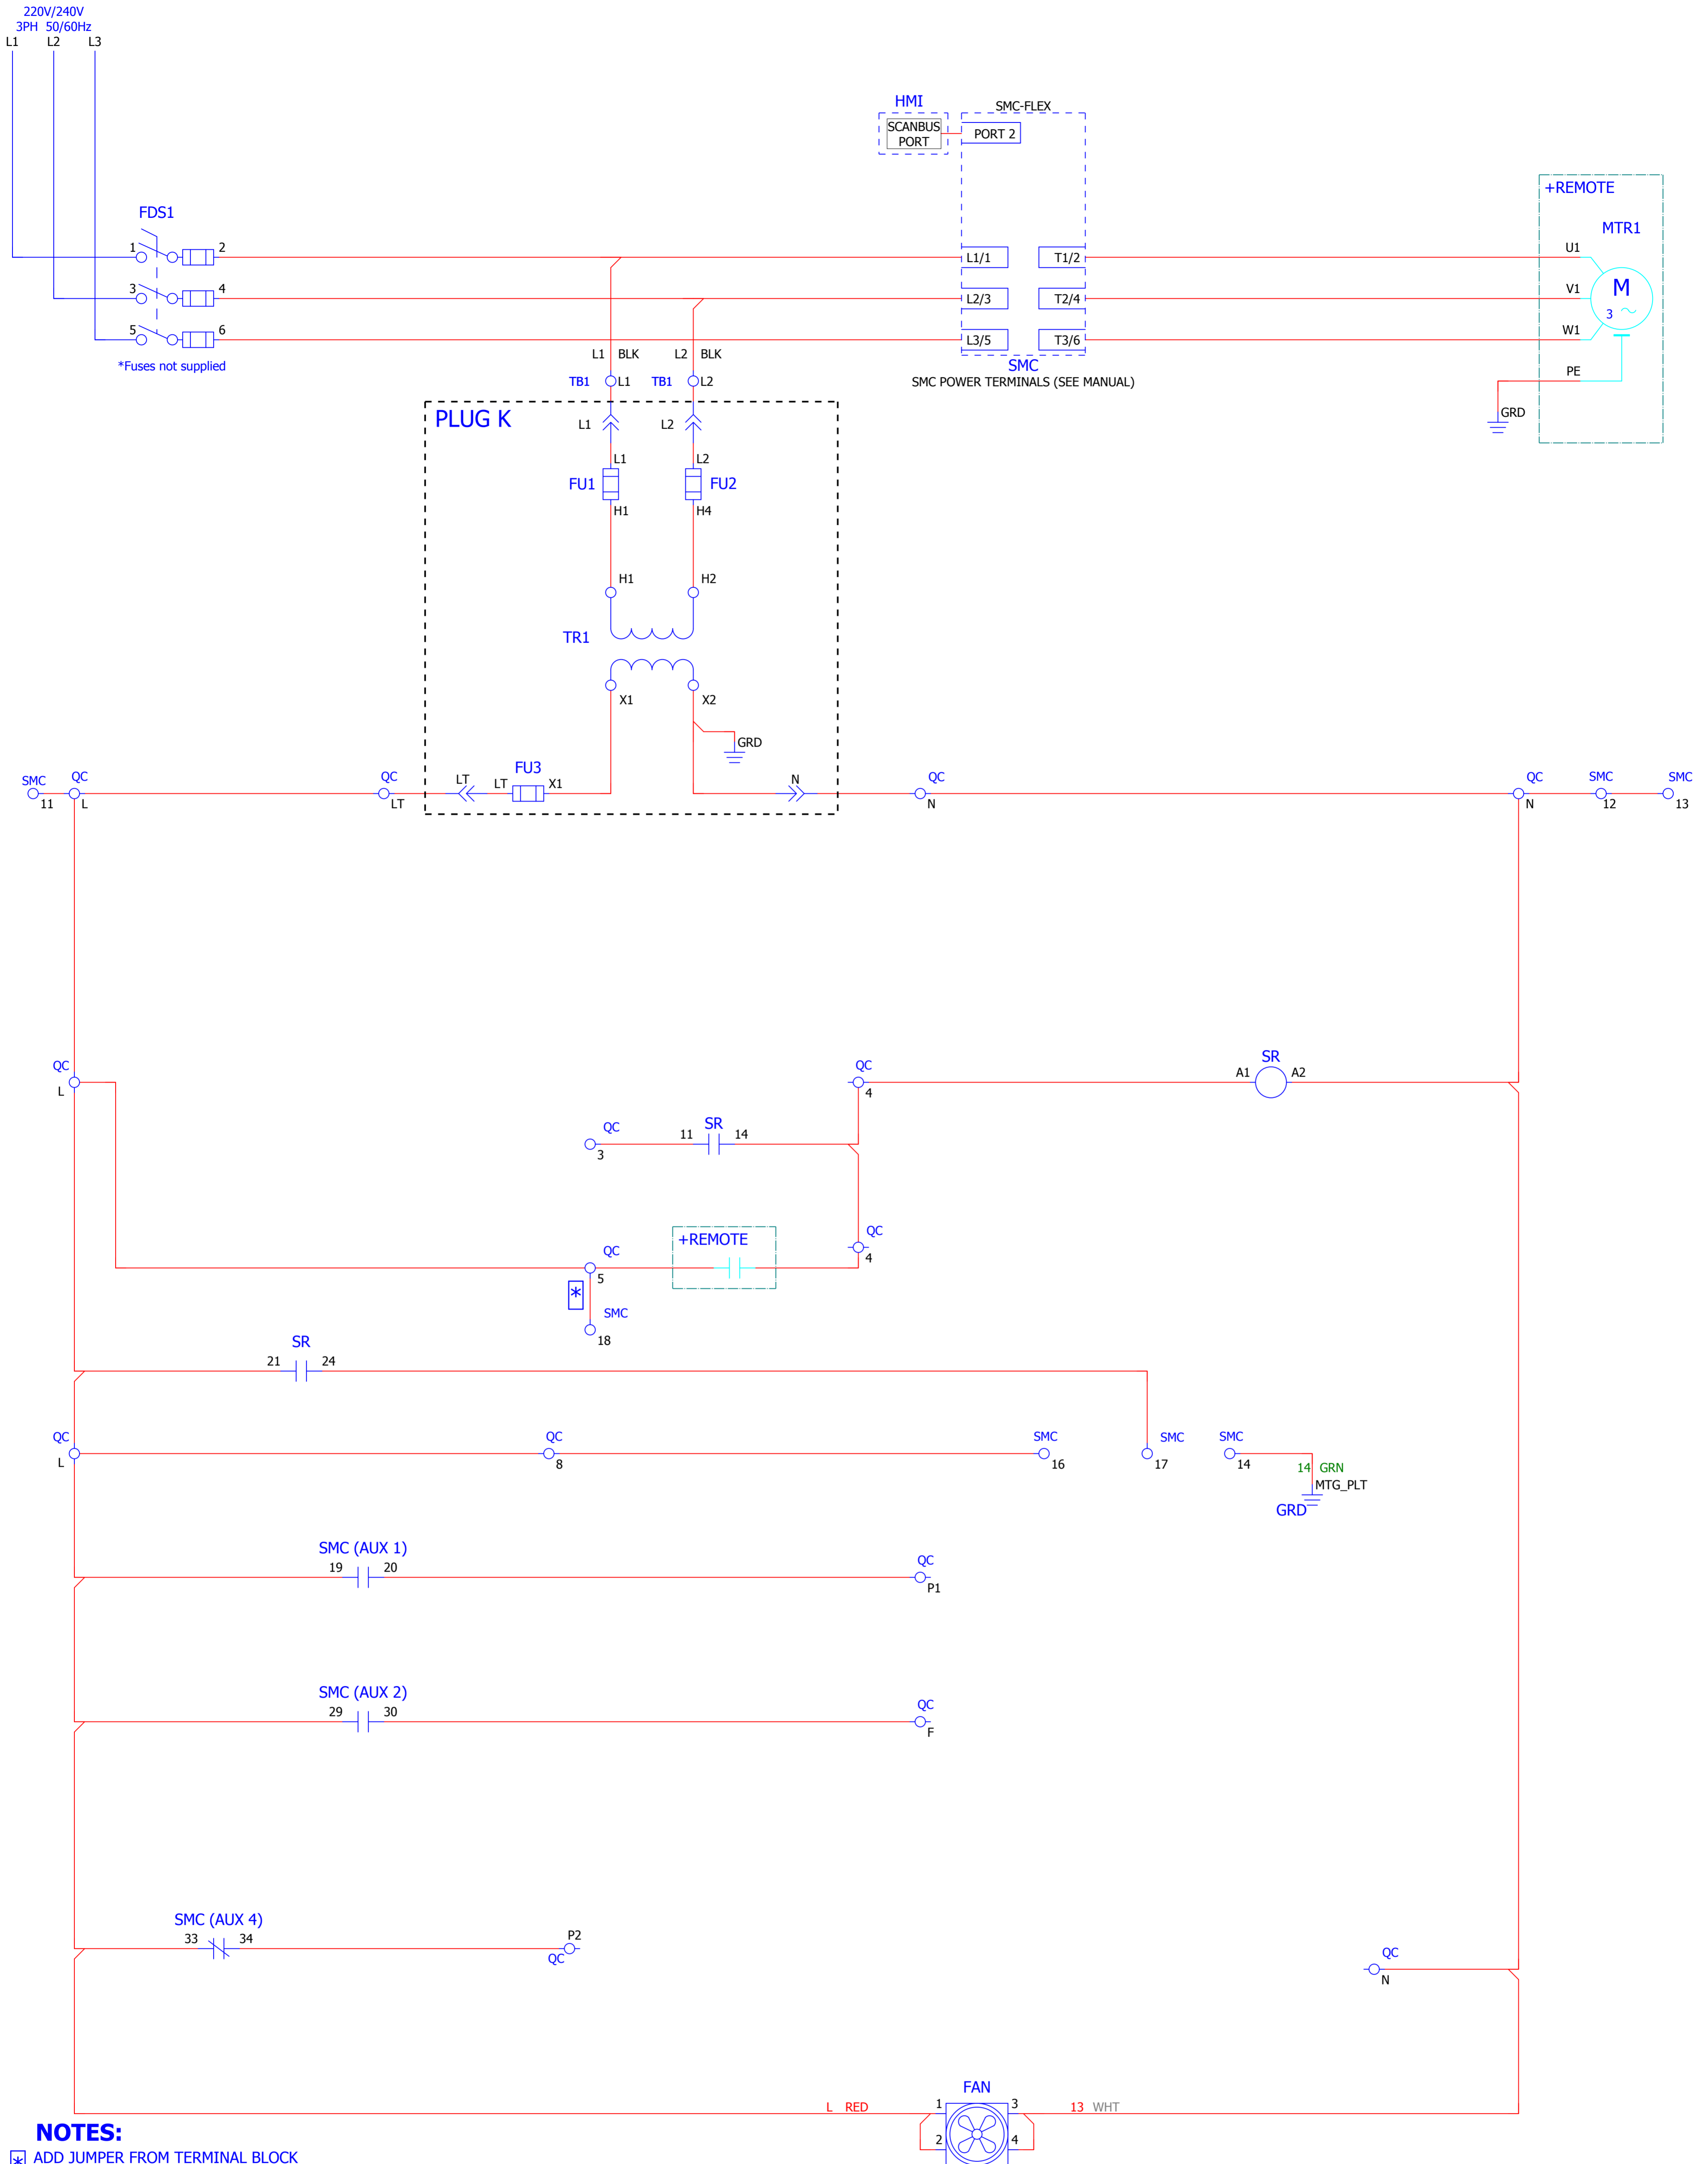 220V/240V
3PH 50/60Hz
L1 L2 L3
HMI
SCANBUS
PORT
SMC-FLEX
PORT 2
+REMOTE
MTR1
FDS1
1 2
L1/1 T1/2
U1
3 4
L2/3 T2/4
V1
M
3
5 6
L3/5 T3/6
W1
*Fuses not supplied
L1 BLK L2 BLK
SMC
SMC POWER TERMINALS (SEE MANUAL)
PE
GRD
TB1 L1 TB1 L2
PLUG K
L1 L2
L1 L2
FU1 FU2
H1 H4
H1 H2
TR1
X1 X2
GRD
SMC QC QC LT LT FU3 X1 N QC QC SMC SMC
11 L LT N N 12 13
QC QC SR
L 4 A1 A2
QC 11 SR 14
3
QC +REMOTE QC
5 4
*
SMC
18
SR
21 24
QC QC SMC SMC SMC
L 8 16 17 14
14 GRN
MTG_PLT
GRD
SMC (AUX 1)
19 20 QC
P1
SMC (AUX 2)
29 30 QC
F
SMC (AUX 4)
33 34 P2
QC
QC
N
FAN
L RED 1 3 13 WHT
2 4
NOTES:
* ADD JUMPER FROM TERMINAL BLOCK